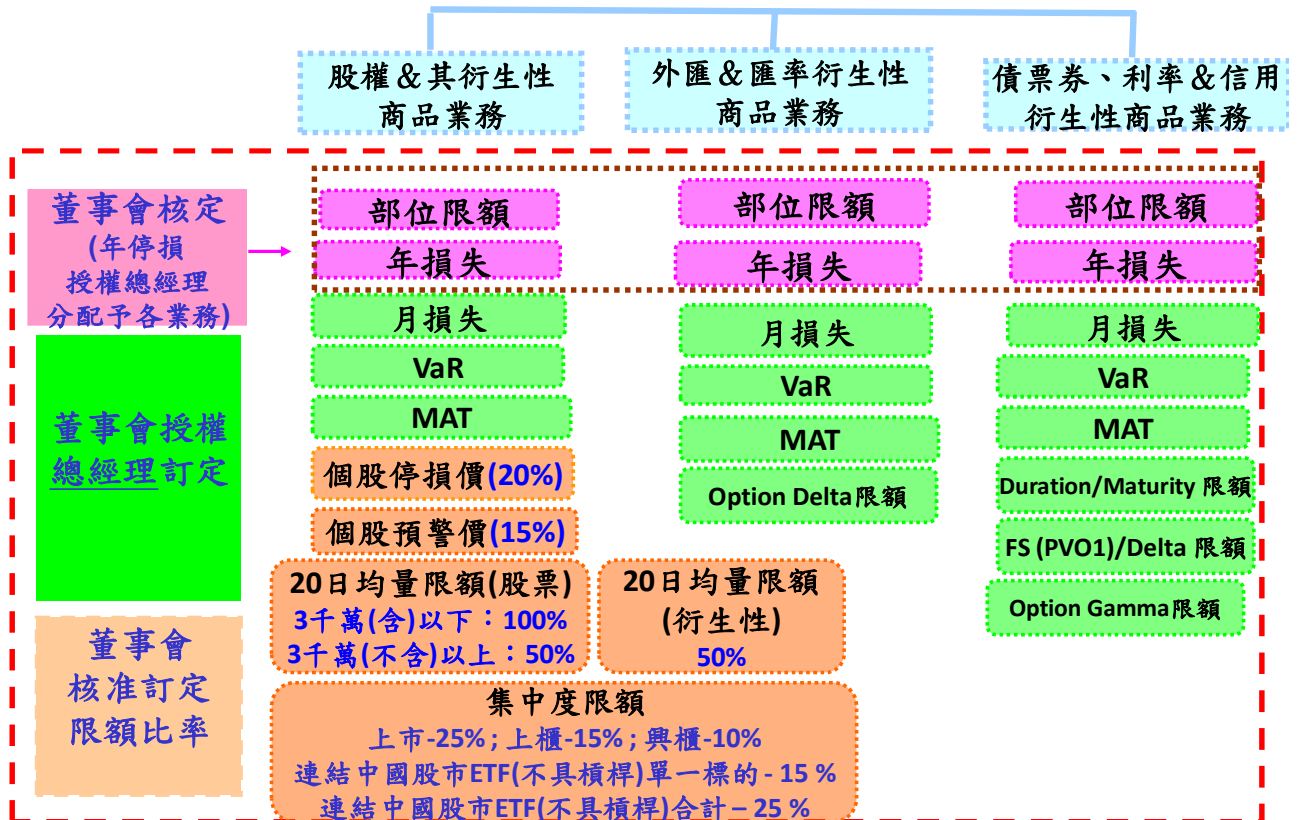 股權&其衍生性
商品業務
外匯&匯率衍生性
商品業務
債票券、利率&信用
衍生性商品業務
董事會核定
(年停損
授權總經理
分配予各業務)
董事會授權
總經理訂定
董事會
核准訂定
限額比率
部位限額
年損失
月損失
VaR
MAT
個股停損價(20%)
個股預警價(15%)
20日均量限額(股票)
3千萬(含)以下：100%
3千萬(不含)以上：50%
20日均量限額
(衍生性)
50%
集中度限額
上市-25% ; 上櫃-15% ; 興櫃-10%
連結中國股市ETF(不具槓桿)單一標的 - 15 %
連結中國股市ETF(不具槓桿)合計 – 25 %
部位限額
年損失
月損失
VaR
MAT
Option Delta限額
部位限額
年損失
月損失
VaR
MAT
Duration/Maturity 限額
FS (PVO1)/Delta 限額
Option Gamma限額